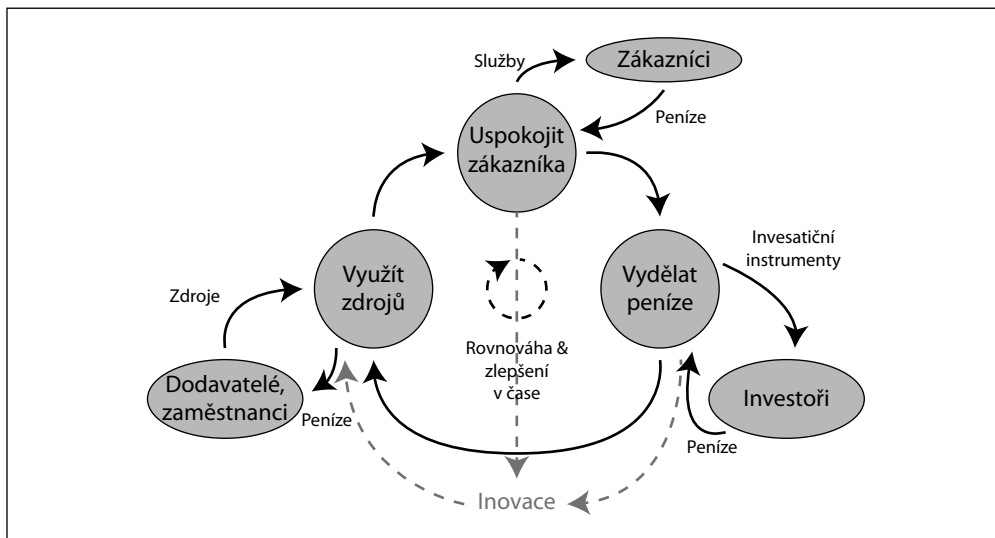 Služby
Zákazníci
Peníze
Uspokojit
zákazníka
Invesatiční
instrumenty
Využít
zdrojů
Vydělat
peníze
Zdroje
Rovnováha &
zlepšení
v čase
Dodavatelé,
zaměstnanci
Peníze
Investoři
Peníze
Inovace